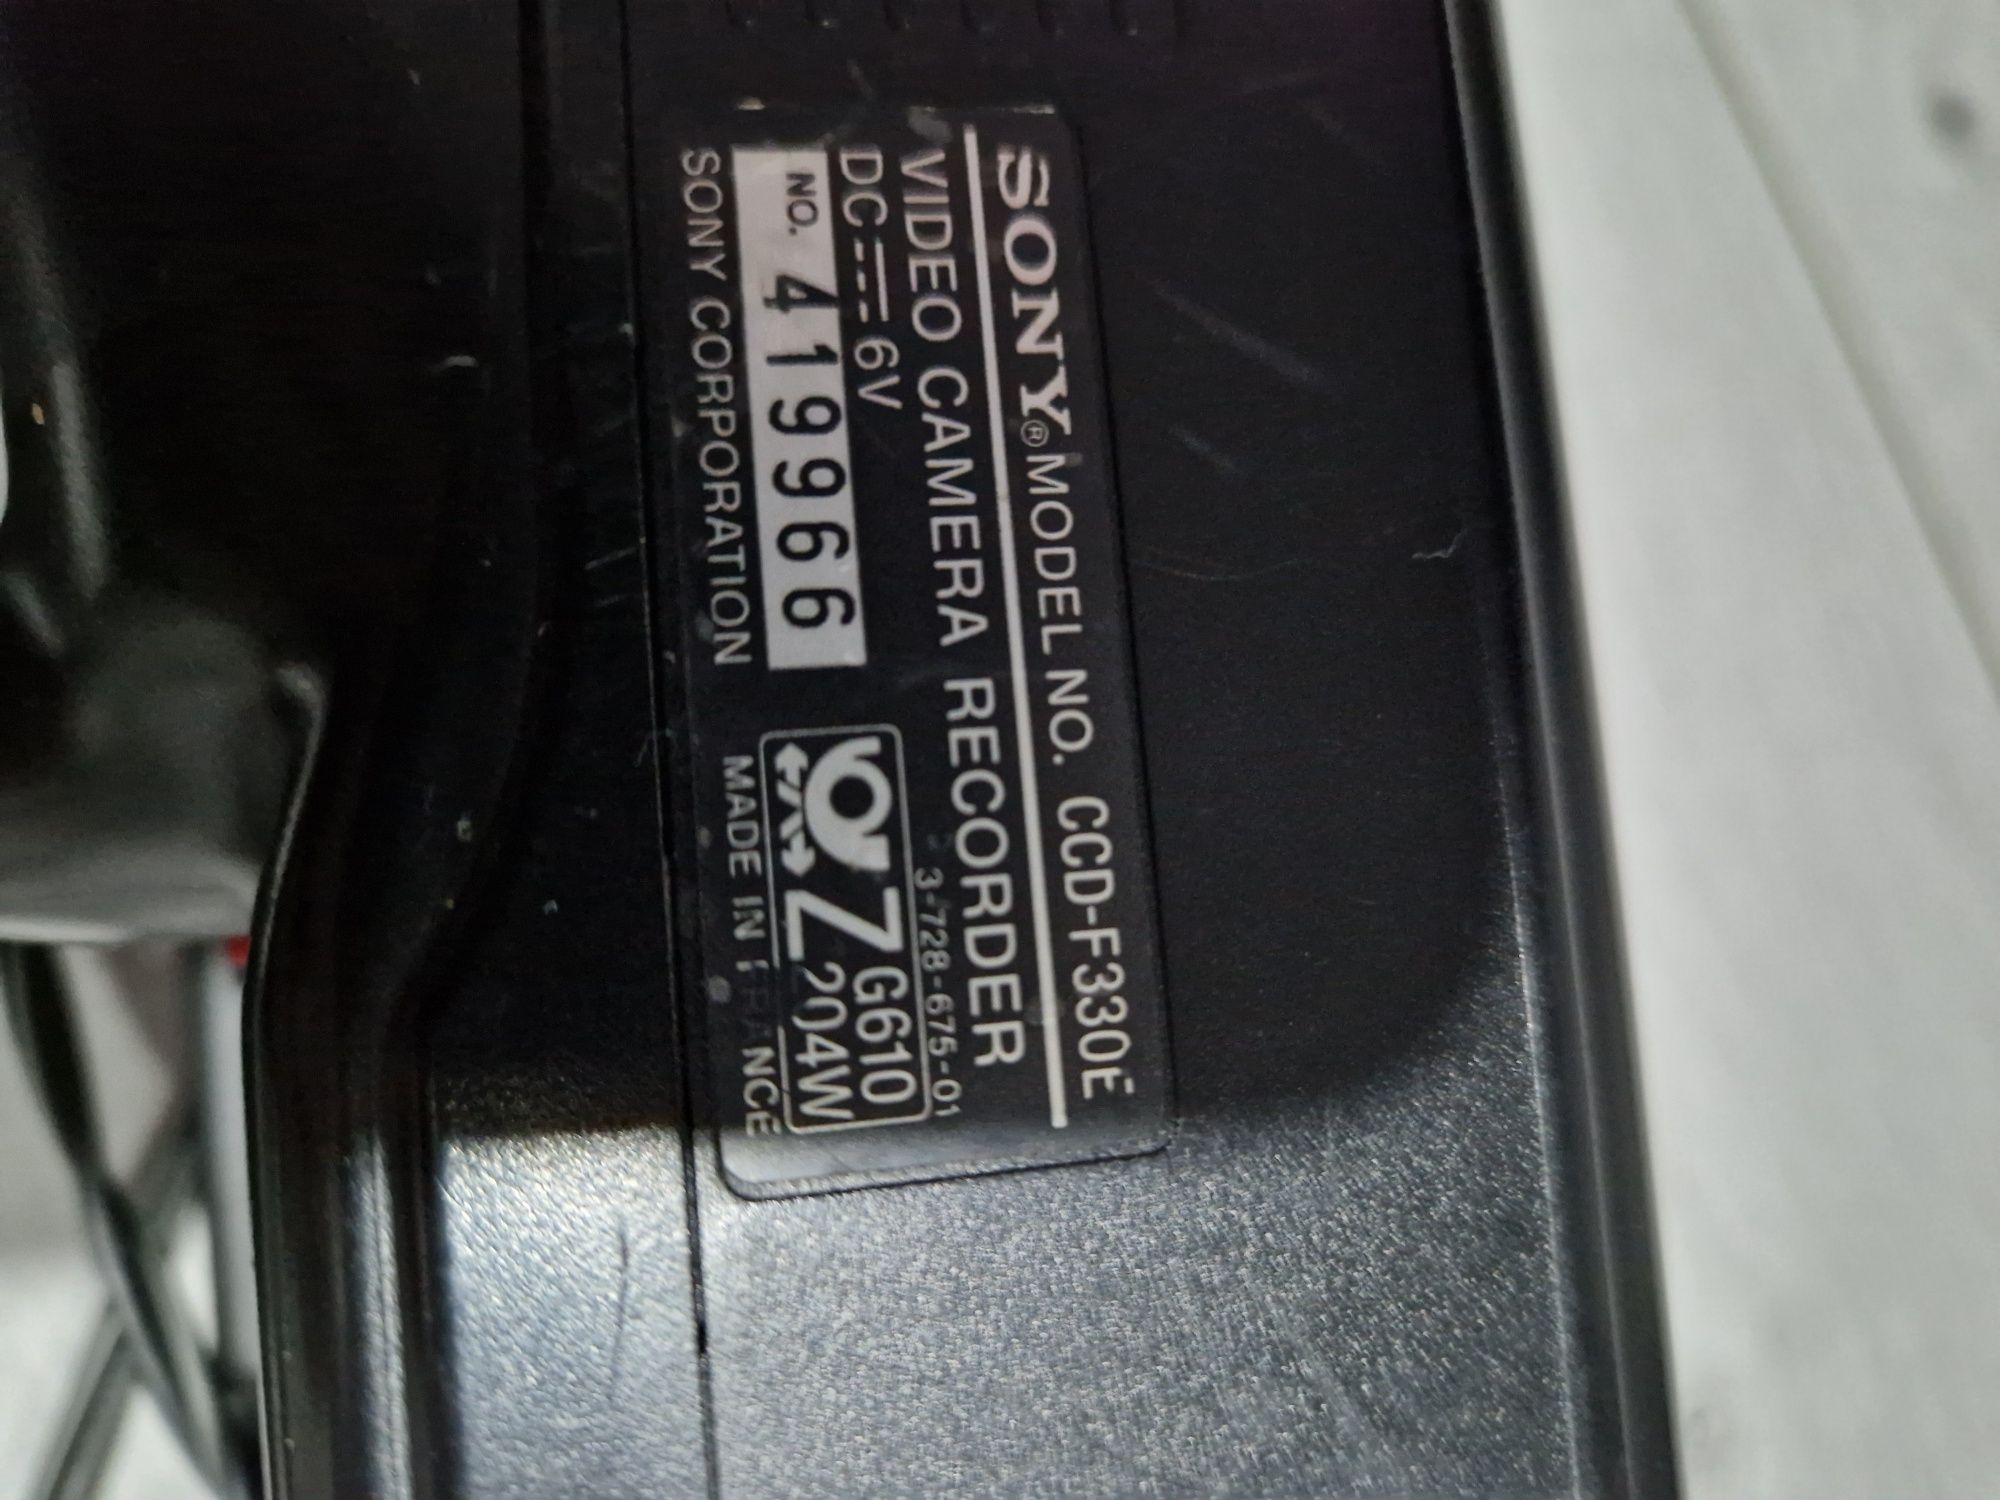 SONY® MODEL NO. CCD-F330E
VIDEO CAMERA RECORDER
DC 6V
3-728-675-01
NO. 419966
Z G610
204W
SONY CORPORATION
MADE IN FRANCE